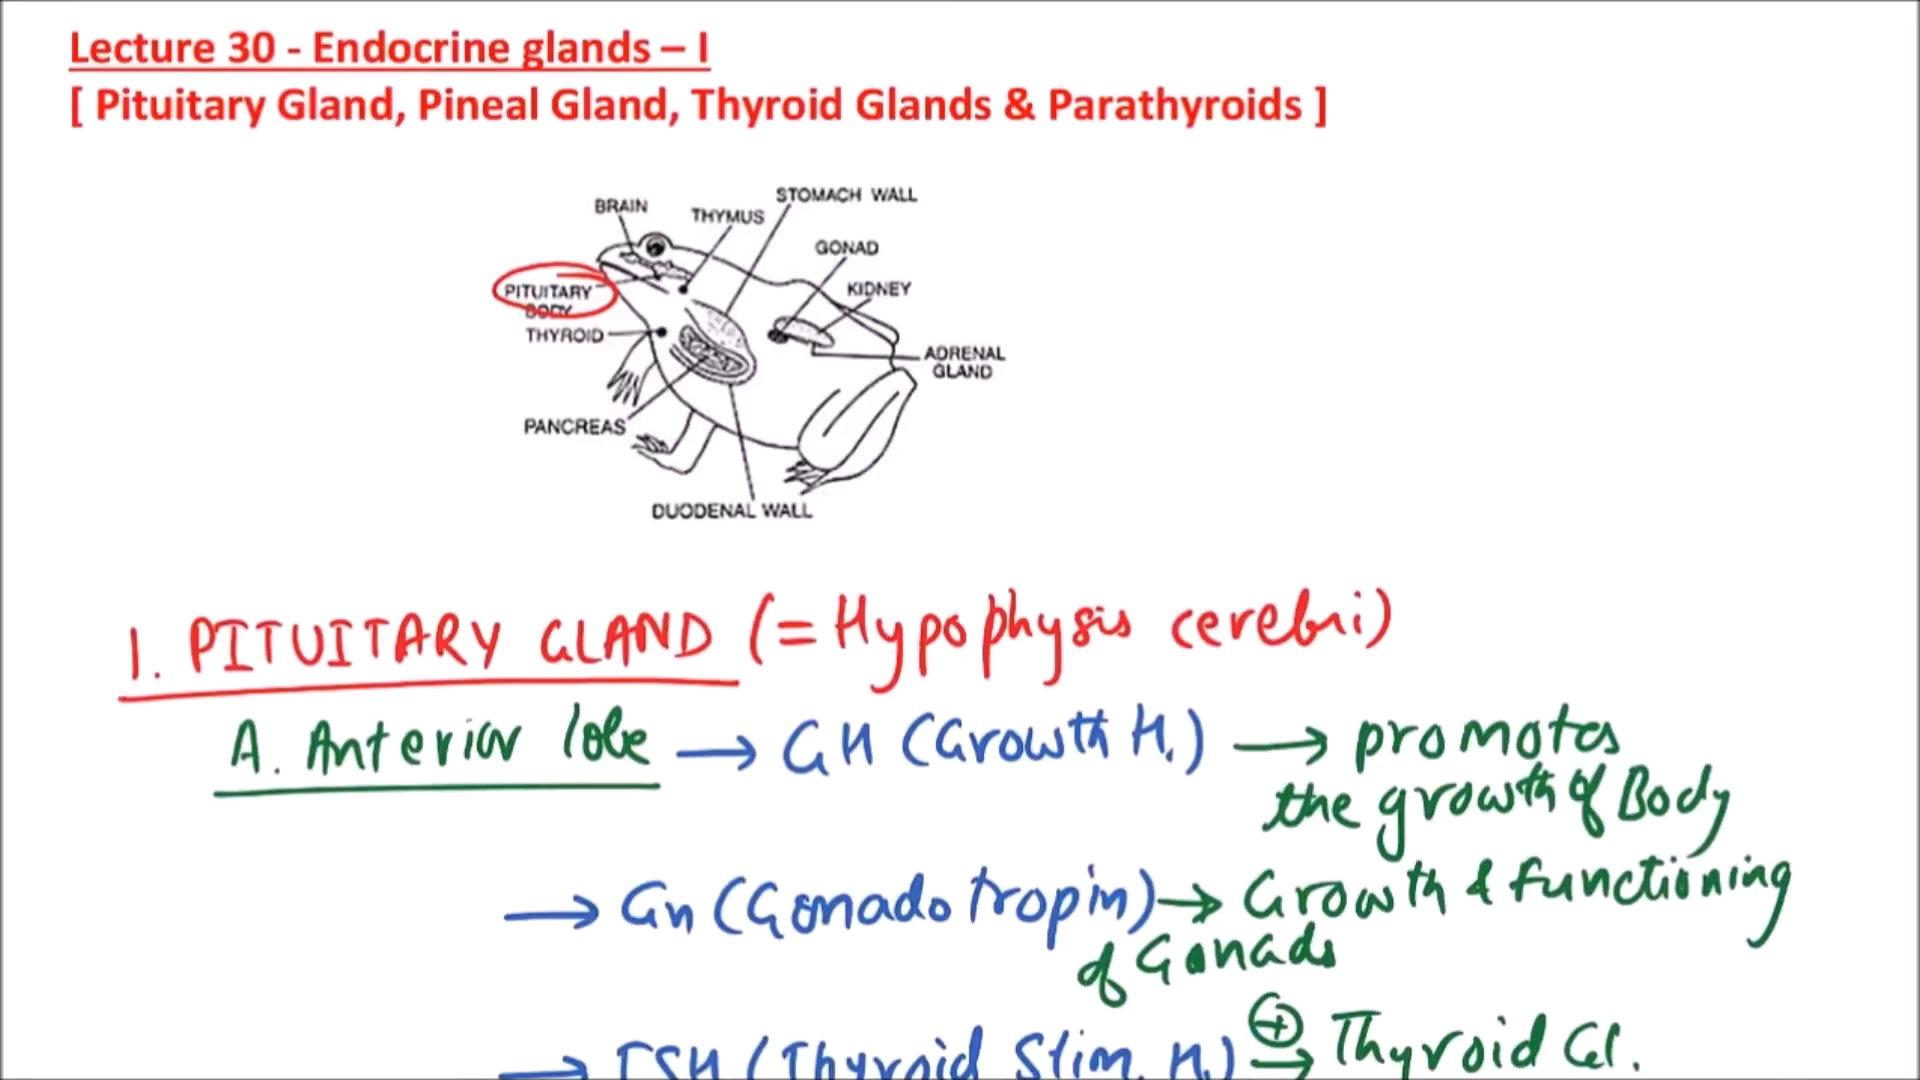 Lecture 30 - Endocrine glands – I
[ Pituitary Gland, Pineal Gland, Thyroid Glands & Parathyroids ]
STOMACH WALL
BRAIN
THYMUS
GONAD
PITUITARY
BODY
KIDNEY
THYROID
ADRENAL
GLAND
PANCREAS
DUODENAL WALL
1. PITUITARY GLAND (= Hypophysis cerebri)
A. Anterior lobe → GH (Growth H.) → promotes
the growth of Body
→ Gn (Gonadotropin) → Growth & functioning
of Gonads
→ TSH (Thyroid Stim. H.) ⊕→ Thyroid Gl.